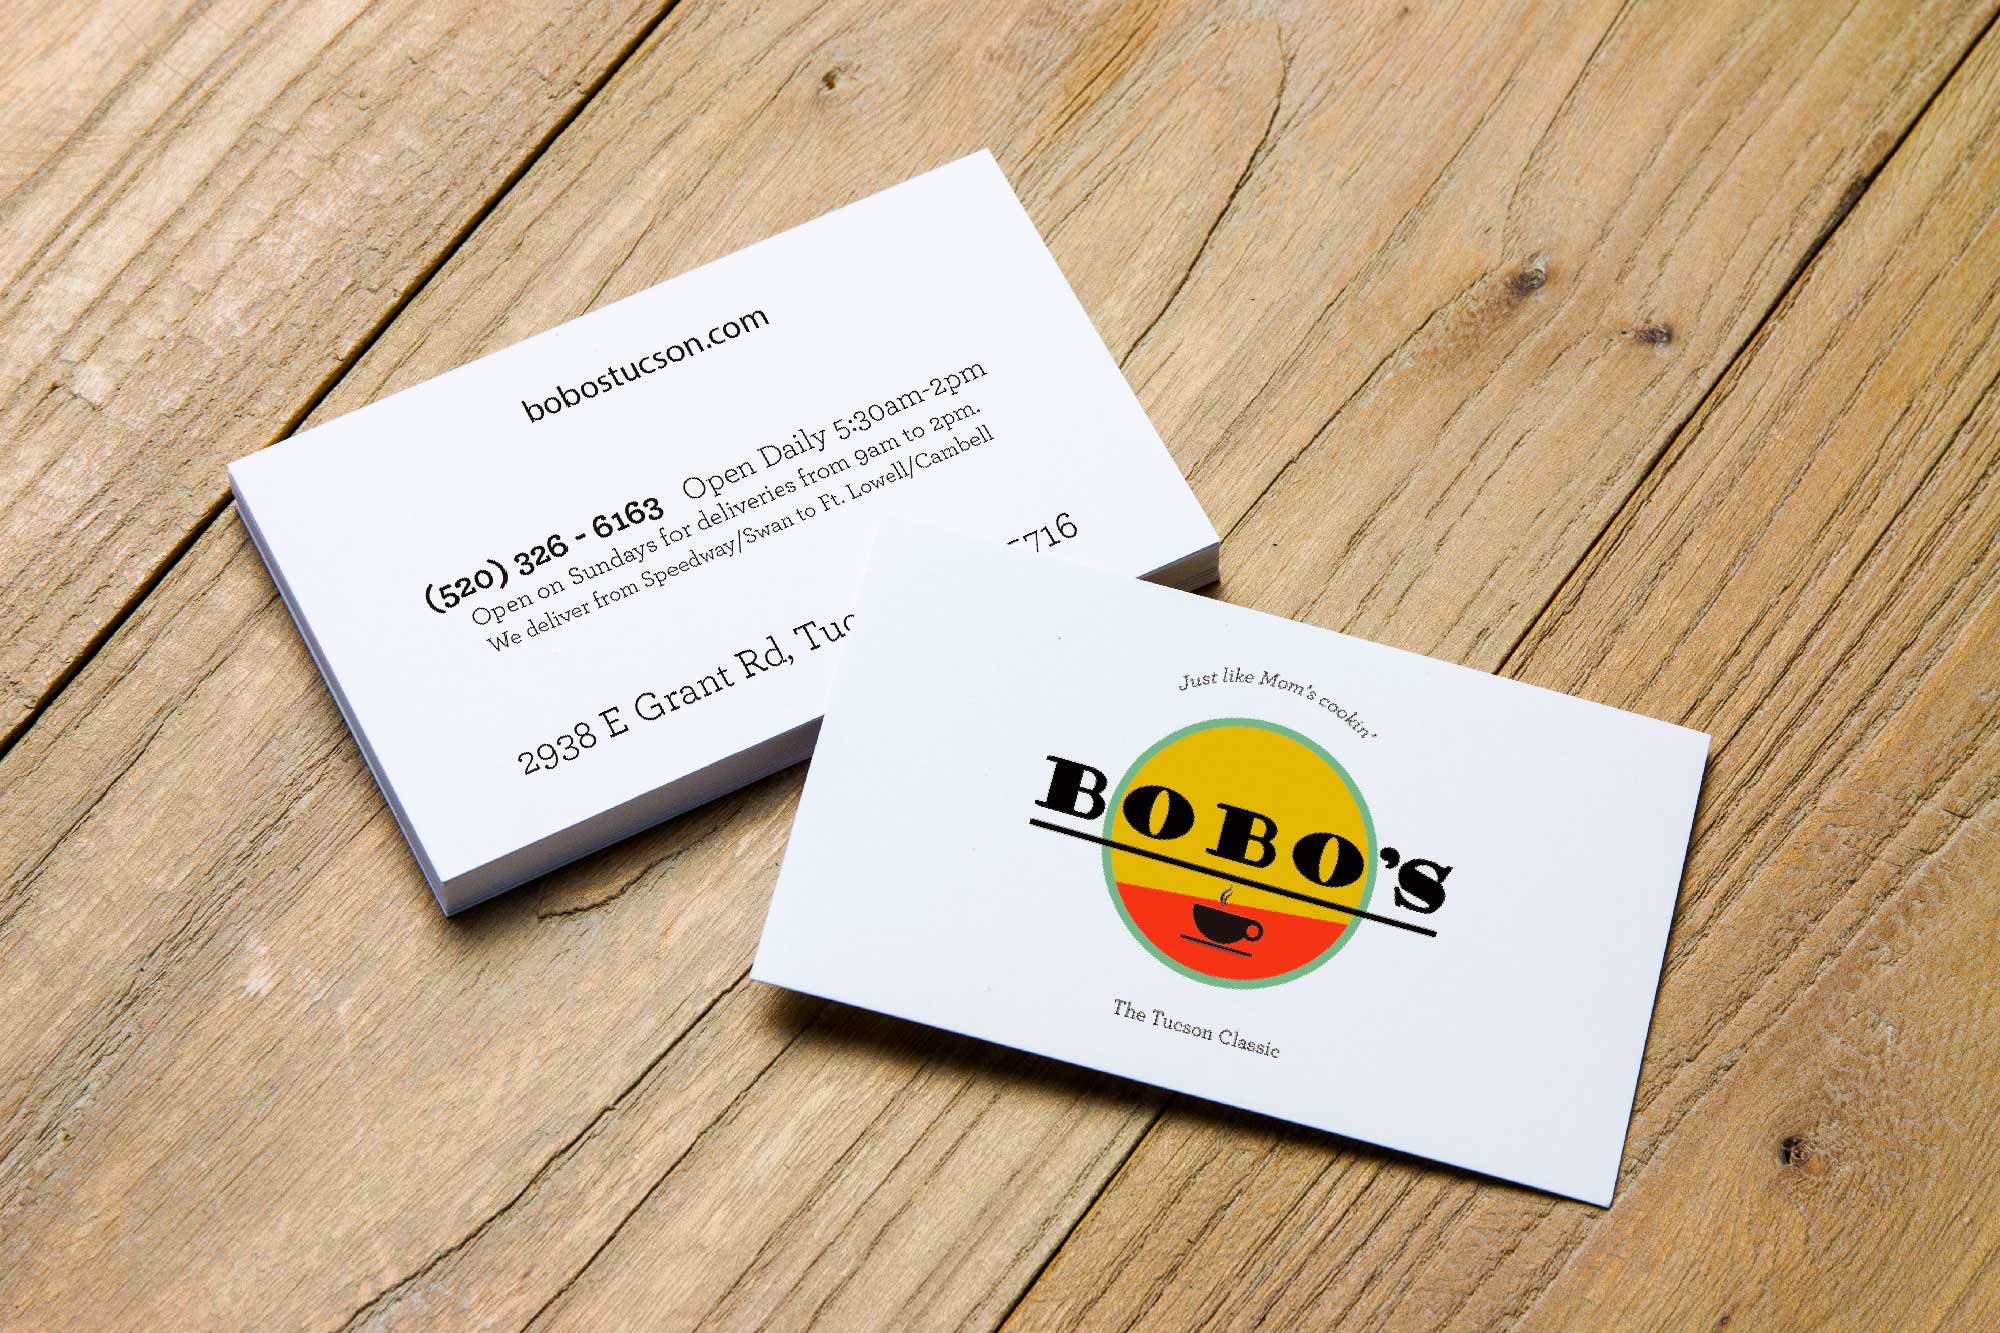 bobostucson.com
(520) 326 - 6163 Open Daily 5:30am-2pm
Open on Sundays for deliveries from 9am to 2pm.
We deliver from Speedway/Swan to Ft. Lowell/Cambell
2938 E Grant Rd, Tuc 716
Just like Mom's cookin'
BOBO'S
The Tucson Classic